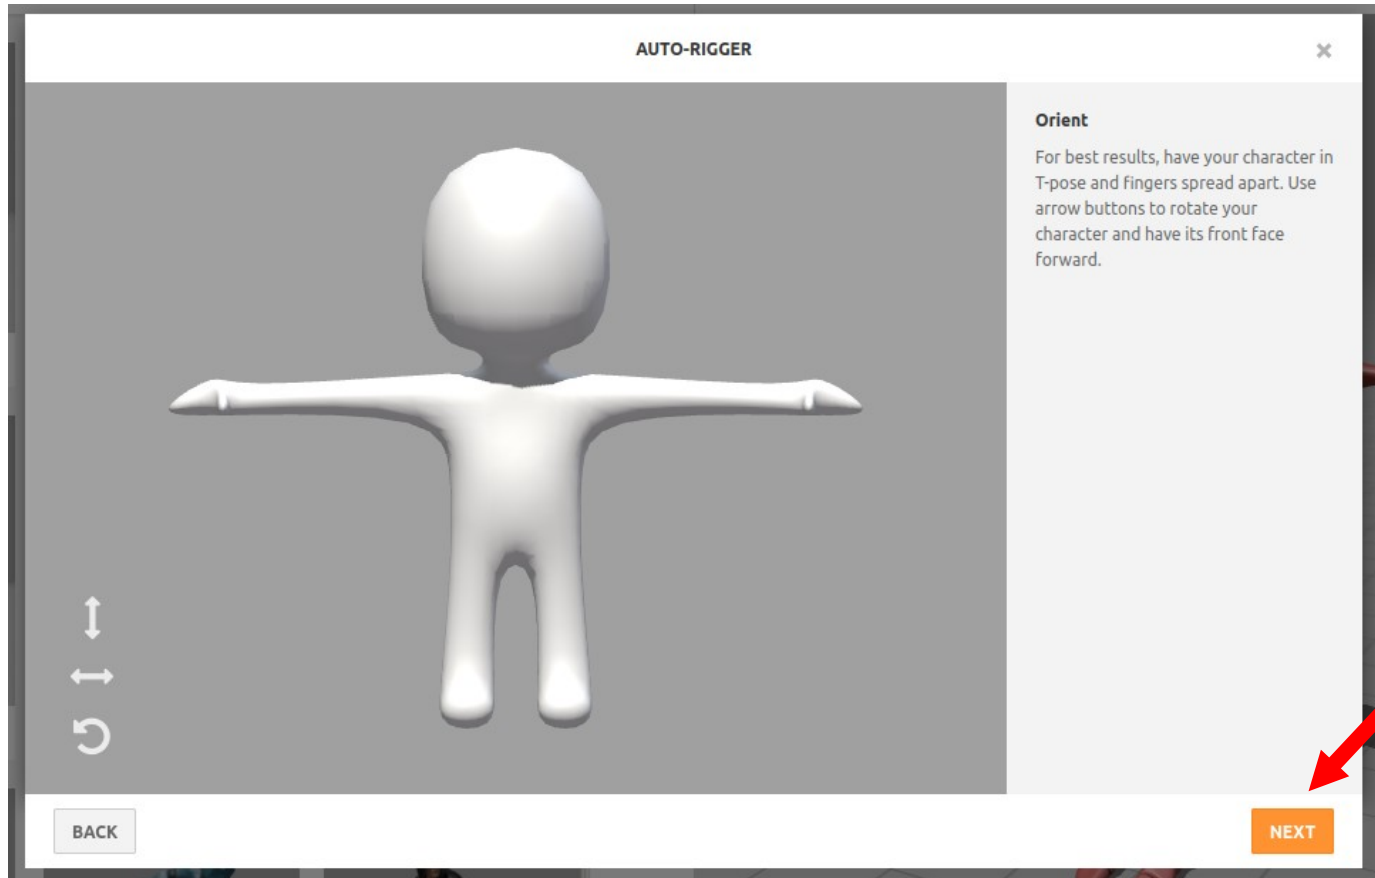 AUTO-RIGGER
×
Orient
For best results, have your character in
T-pose and fingers spread apart. Use
arrow buttons to rotate your
character and have its front face
forward.
BACK
NEXT